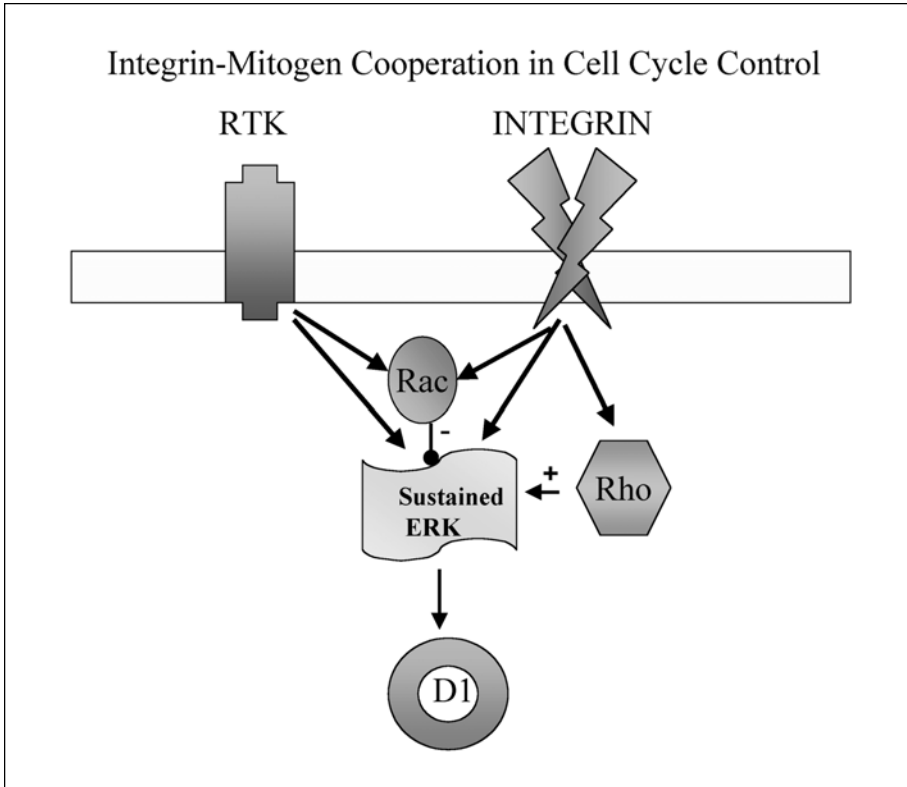 Integrin-Mitogen Cooperation in Cell Cycle Control
RTK
INTEGRIN
Rac
-
+
Rho
Sustained
ERK
D1